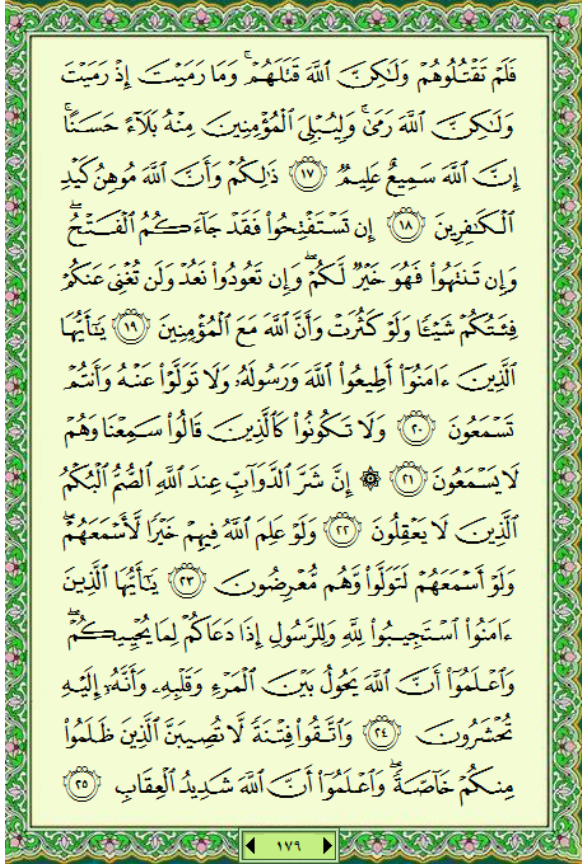 فَلَمْ تَقْتُلُوهُمْ وَلَٰكِنَّ ٱللَّهَ قَتَلَهُمْ ۚ وَمَا رَمَيْتَ إِذْ رَمَيْتَ
وَلَٰكِنَّ ٱللَّهَ رَمَىٰ ۚ وَلِيُبْلِىَ ٱلْمُؤْمِنِينَ مِنْهُ بَلَآءً حَسَنًا ۚ
إِنَّ ٱللَّهَ سَمِيعٌ عَلِيمٌ ١٧ ذَٰلِكُمْ وَأَنَّ ٱللَّهَ مُوهِنُ كَيْدِ
ٱلْكَٰفِرِينَ ١٨ إِن تَسْتَفْتِحُوا۟ فَقَدْ جَآءَكُمُ ٱلْفَتْحُ ۖ
وَإِن تَنتَهُوا۟ فَهُوَ خَيْرٌ لَّكُمْ ۖ وَإِن تَعُودُوا۟ نَعُدْ وَلَن تُغْنِىَ عَنكُمْ
فِئَتُكُمْ شَيْـًٔا وَلَوْ كَثُرَتْ وَأَنَّ ٱللَّهَ مَعَ ٱلْمُؤْمِنِينَ ١٩ يَٰٓأَيُّهَا
ٱلَّذِينَ ءَامَنُوٓا۟ أَطِيعُوا۟ ٱللَّهَ وَرَسُولَهُۥ وَلَا تَوَلَّوْا۟ عَنْهُ وَأَنتُمْ
تَسْمَعُونَ ٢٠ وَلَا تَكُونُوا۟ كَٱلَّذِينَ قَالُوا۟ سَمِعْنَا وَهُمْ
لَا يَسْمَعُونَ ٢١ ۞ إِنَّ شَرَّ ٱلدَّوَآبِّ عِندَ ٱللَّهِ ٱلصُّمُّ ٱلْبُكْمُ
ٱلَّذِينَ لَا يَعْقِلُونَ ٢٢ وَلَوْ عَلِمَ ٱللَّهُ فِيهِمْ خَيْرًا لَّأَسْمَعَهُمْ ۖ
وَلَوْ أَسْمَعَهُمْ لَتَوَلَّوا۟ وَّهُم مُّعْرِضُونَ ٢٣ يَٰٓأَيُّهَا ٱلَّذِينَ
ءَامَنُوا۟ ٱسْتَجِيبُوا۟ لِلَّهِ وَلِلرَّسُولِ إِذَا دَعَاكُمْ لِمَا يُحْيِيكُمْ ۖ
وَٱعْلَمُوٓا۟ أَنَّ ٱللَّهَ يَحُولُ بَيْنَ ٱلْمَرْءِ وَقَلْبِهِۦ وَأَنَّهُۥٓ إِلَيْهِ
تُحْشَرُونَ ٢٤ وَٱتَّقُوا۟ فِتْنَةً لَّا تُصِيبَنَّ ٱلَّذِينَ ظَلَمُوا۟
مِنكُمْ خَآصَّةً ۖ وَٱعْلَمُوٓا۟ أَنَّ ٱللَّهَ شَدِيدُ ٱلْعِقَابِ ٢٥
١٧٩